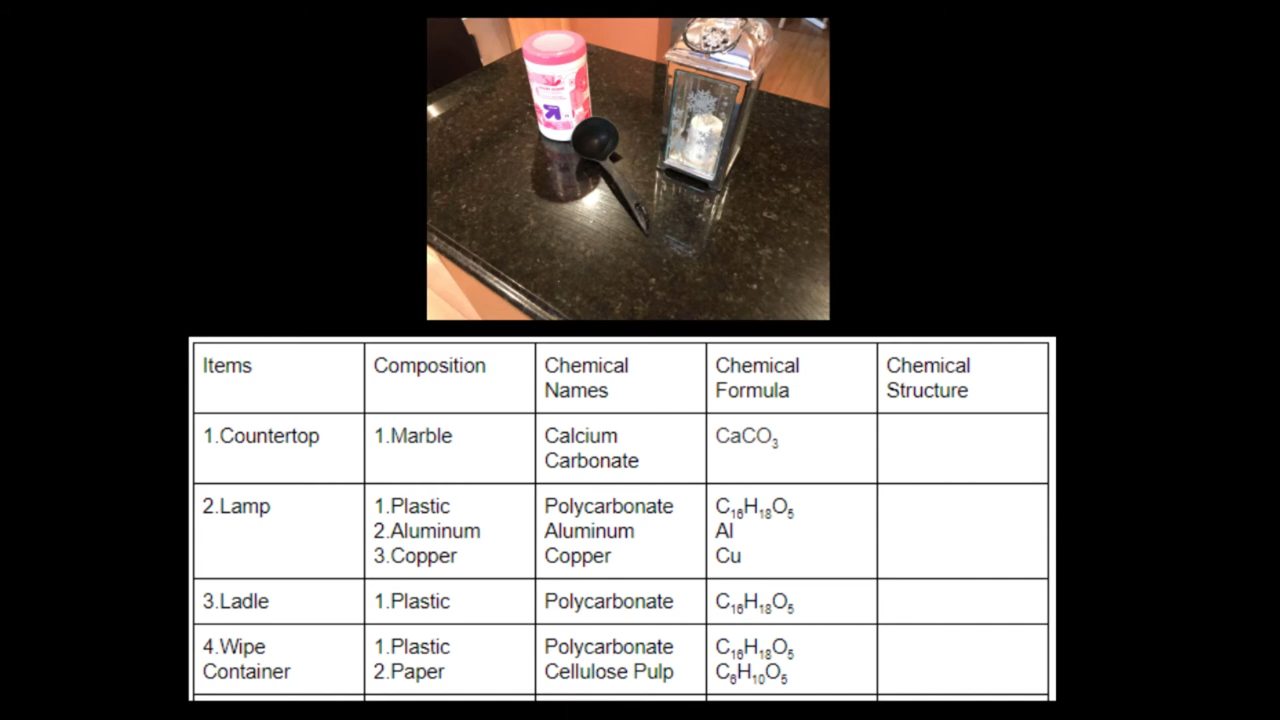 Items Composition Chemical Names Chemical Formula Chemical Structure
1.Countertop 1.Marble Calcium Carbonate CaCO₃
2.Lamp 1.Plastic Polycarbonate C₁₆H₁₈O₅
2.Aluminum Aluminum Al
3.Copper Copper Cu
3.Ladle 1.Plastic Polycarbonate C₁₆H₁₈O₅
4.Wipe Container 1.Plastic Polycarbonate C₁₆H₁₈O₅
2.Paper Cellulose Pulp C₆H₁₀O₅